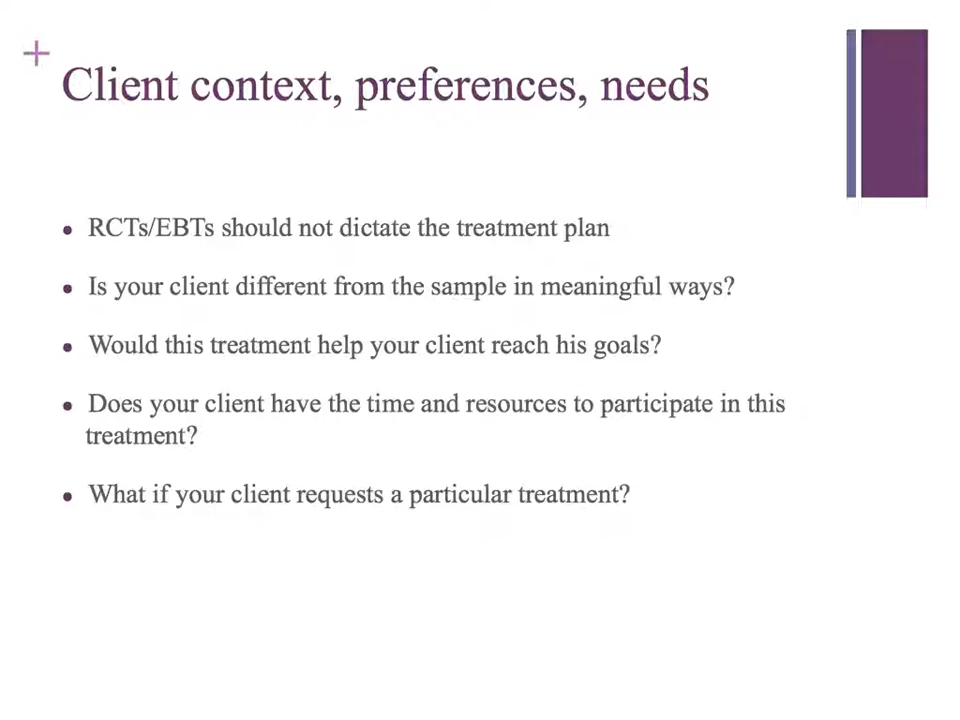 +
Client context, preferences, needs
• RCTs/EBTs should not dictate the treatment plan
• Is your client different from the sample in meaningful ways?
• Would this treatment help your client reach his goals?
• Does your client have the time and resources to participate in this
treatment?
• What if your client requests a particular treatment?